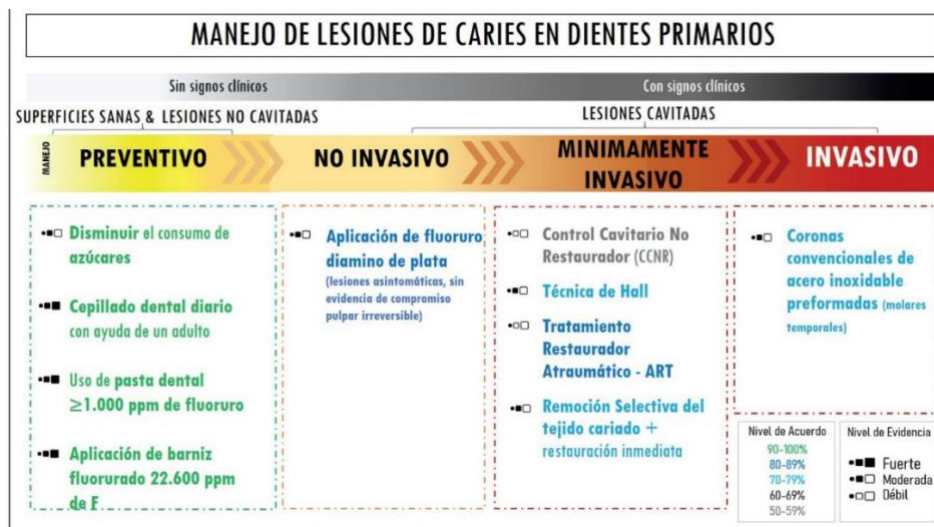 MANEJO DE LESIONES DE CARIES EN DIENTES PRIMARIOS
Sin signos clínicos
Con signos clínicos
SUPERFICIES SANAS & LESIONES NO CAVITADAS
LESIONES CAVITADAS
MANEJO
PREVENTIVO
NO INVASIVO
MINIMAMENTE
INVASIVO
INVASIVO
Disminuir el consumo de
azúcares
Cepillado dental diario
con ayuda de un adulto
Uso de pasta dental
≥1.000 ppm de fluoruro
Aplicación de barniz
fluorurado 22.600 ppm
de F
Aplicación de fluoruro
diamino de plata
(lesiones asintomáticas, sin
evidencia de compromiso
pulpar irreversible)
Control Cavitario No
Restaurador (CCNR)
Técnica de Hall
Tratamiento
Restaurador
Atraumático - ART
Remoción Selectiva del
tejido cariado +
restauración inmediata
Coronas
convencionales de
acero inoxidable
preformadas (molares
temporales)
Nivel de Acuerdo
90-100%
80-89%
70-79%
60-69%
50-59%
Nivel de Evidencia
Fuerte
Moderada
Débil